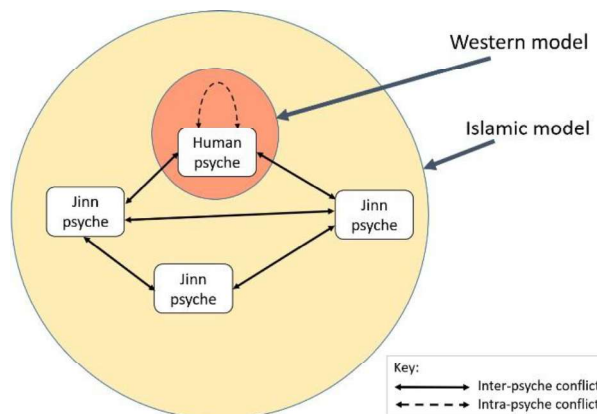 Western model
Islamic model
Human
psyche
Jinn
psyche
Jinn
psyche
Jinn
psyche
Key:
Inter-psyche conflict
Intra-psyche conflict